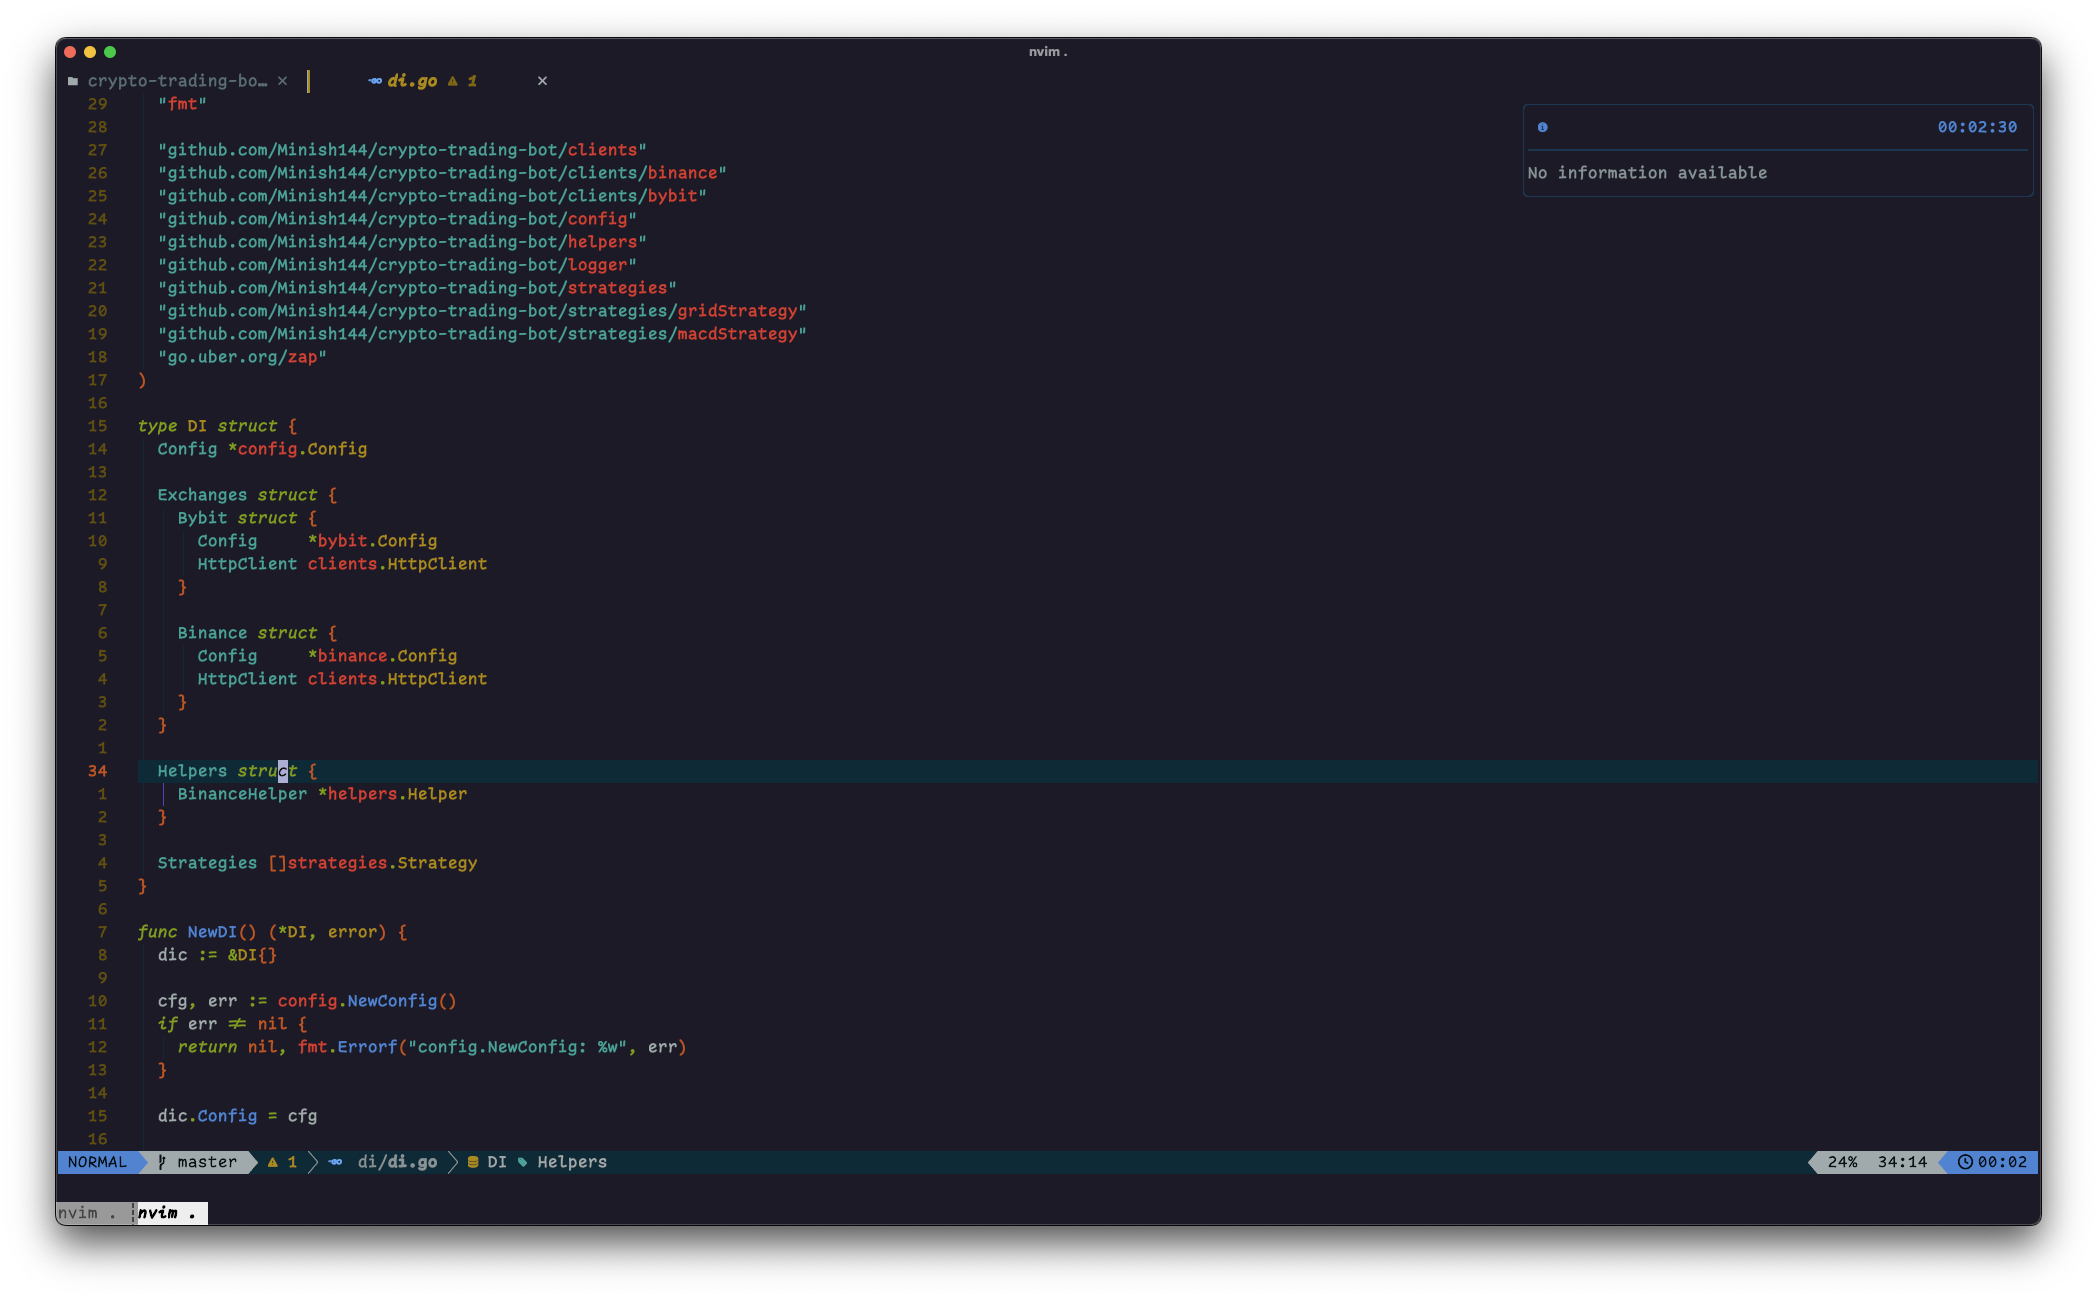 nvim .
crypto-trading-bo… × di.go 1 ×
29 "fmt"
28
27 "github.com/Minish144/crypto-trading-bot/clients"
26 "github.com/Minish144/crypto-trading-bot/clients/binance"
25 "github.com/Minish144/crypto-trading-bot/clients/bybit"
24 "github.com/Minish144/crypto-trading-bot/config"
23 "github.com/Minish144/crypto-trading-bot/helpers"
22 "github.com/Minish144/crypto-trading-bot/logger"
21 "github.com/Minish144/crypto-trading-bot/strategies"
20 "github.com/Minish144/crypto-trading-bot/strategies/gridStrategy"
19 "github.com/Minish144/crypto-trading-bot/strategies/macdStrategy"
18 "go.uber.org/zap"
17 )
16
15 type DI struct {
14 Config *config.Config
13
12 Exchanges struct {
11 Bybit struct {
10 Config     *bybit.Config
9 HttpClient clients.HttpClient
8 }
7
6 Binance struct {
5 Config     *binance.Config
4 HttpClient clients.HttpClient
3 }
2 }
1
34 Helpers struct {
1 BinanceHelper *helpers.Helper
2 }
3
4 Strategies []strategies.Strategy
5 }
6
7 func NewDI() (*DI, error) {
8 dic := &DI{}
9
10 cfg, err := config.NewConfig()
11 if err ≠ nil {
12 return nil, fmt.Errorf("config.NewConfig: %w", err)
13 }
14
15 dic.Config = cfg
16
00:02:30
No information available
NORMAL master 1 di/di.go DI Helpers 24% 34:14 00:02
nvim . nvim .